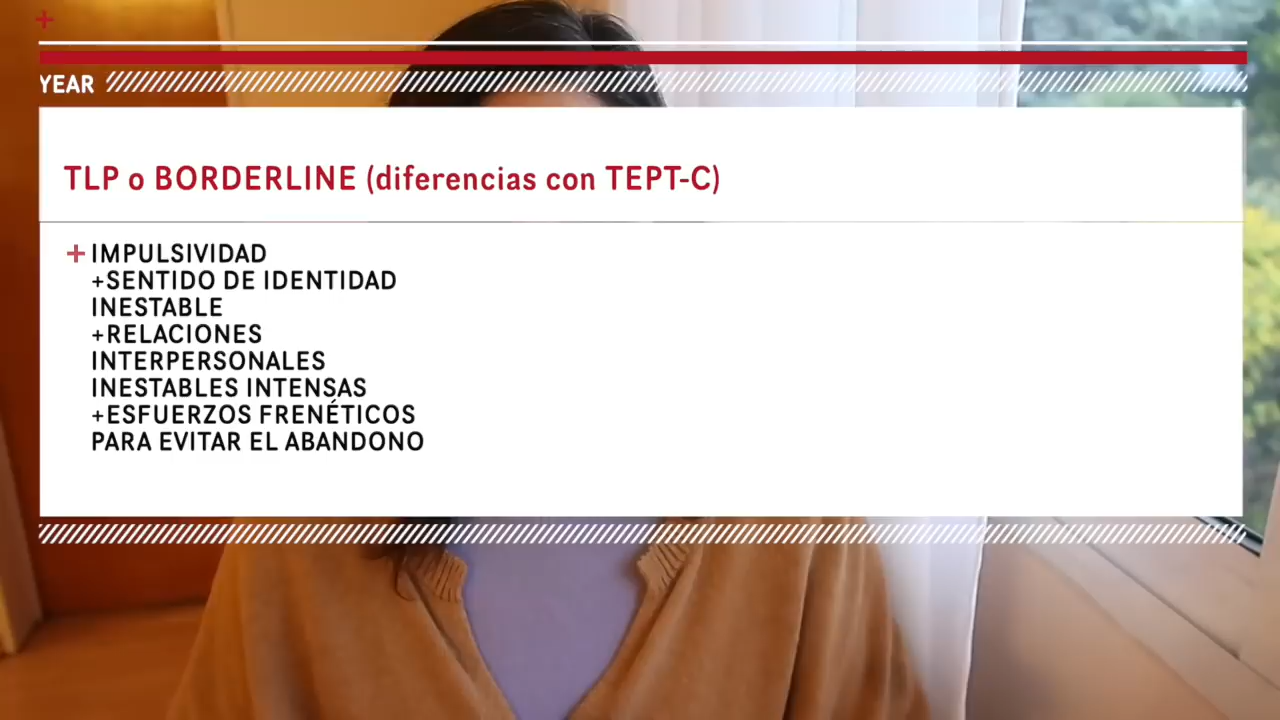 YEAR
TLP o BORDERLINE (diferencias con TEPT-C)
+ IMPULSIVIDAD
+SENTIDO DE IDENTIDAD
INESTABLE
+RELACIONES
INTERPERSONALES
INESTABLES INTENSAS
+ESFUERZOS FRENÉTICOS
PARA EVITAR EL ABANDONO